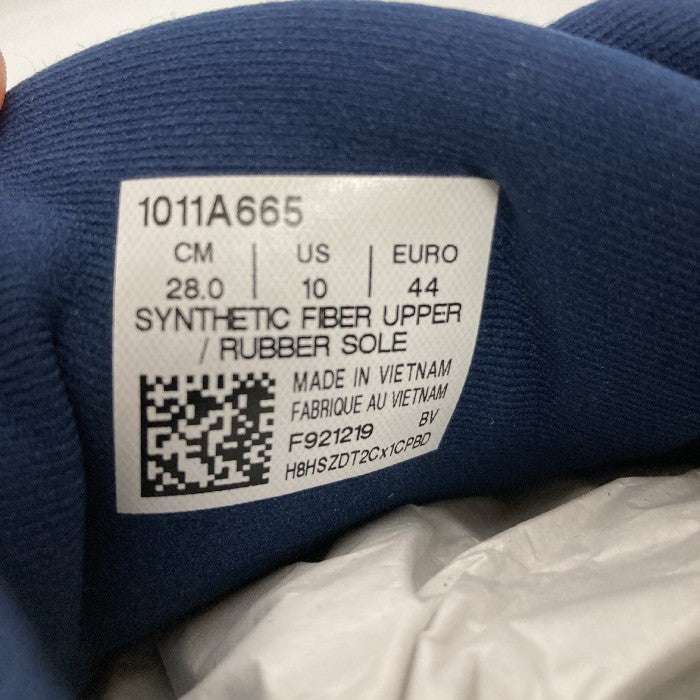 1011A665
CM | US | EURO
28.0 | 10 | 44
SYNTHETIC FIBER UPPER
/ RUBBER SOLE
MADE IN VIETNAM
FABRIQUE AU VIETNAM
F921219 BV
H8HSZDT2Cx1CPBD